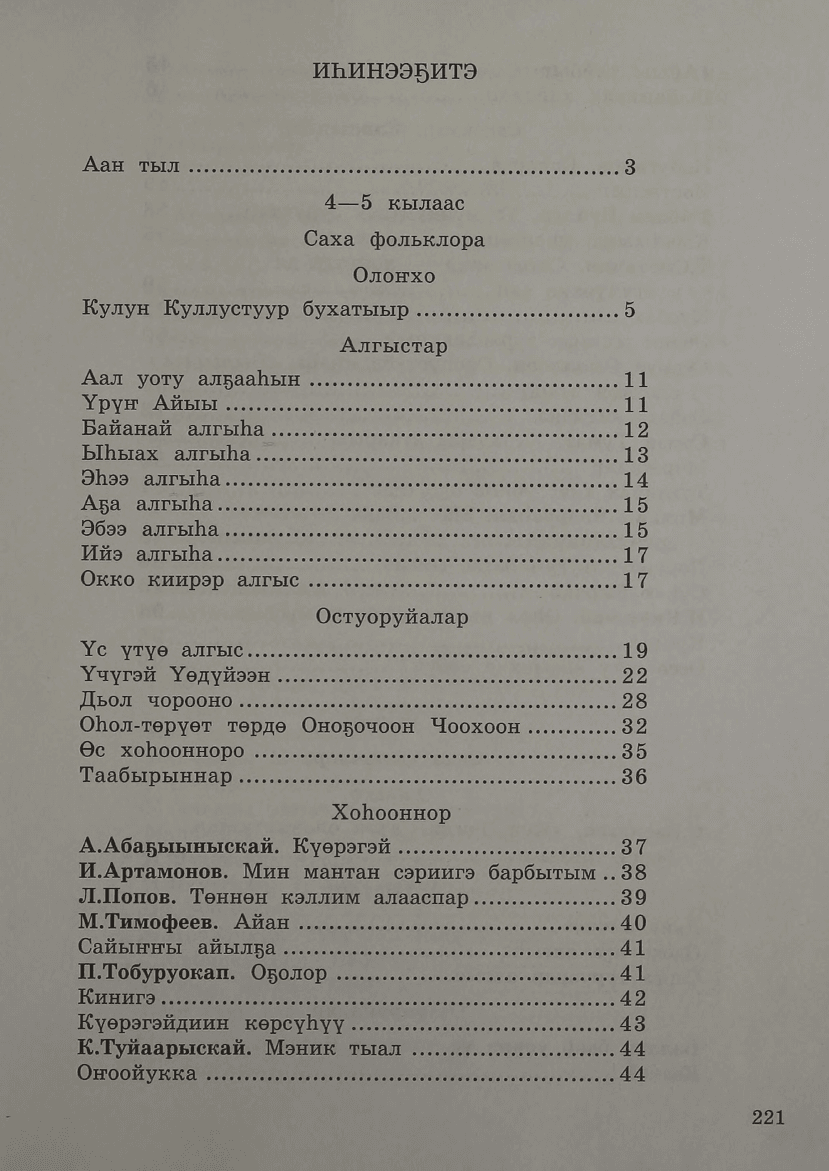 ИҺИНЭЭҔИТЭ
Аан тыл ........................................................ 3
4—5 кылаас
Саха фольклора
Олоҥхо
Кулун Куллустуур бухатыыр .......................... 5
Алгыстар
Аал уоту алҕааһын ........................................ 11
Үрүҥ Айыы ................................................... 11
Байанай алгыһа ............................................. 12
Ыһыах алгыһа ............................................... 13
Эһээ алгыһа ................................................... 14
Аҕа алгыһа .................................................... 15
Эбээ алгыһа ................................................... 15
Ийэ алгыһа .................................................... 17
Окко киирэр алгыс ........................................ 17
Остуоруйалар
Үс үтүө алгыс ................................................ 19
Үчүгэй Үөдүйээн ............................................ 22
Дьол чорооно ................................................. 28
Оһол-төрүөт төрдө Оноҕочоон Чоохоон ............ 32
Өс хоһоонноро ............................................... 35
Таабырыннар ................................................. 36
Хоһооннор
А.Абаҕыыныскай. Күөрэгэй ............................ 37
И.Артамонов. Мин мантан сэриигэ барбытым .. 38
Л.Попов. Төннөн кэллим алааспар ................... 39
М.Тимофеев. Айан ......................................... 40
Сайыҥҥы айылҕа ........................................... 41
П.Тобуруокап. Оҕолор .................................... 41
Кинигэ ........................................................... 42
Күөрэгэйдиин көрсүһүү .................................. 43
К.Туйаарыскай. Мэник тыал .......................... 44
Оҥоойукка ..................................................... 44
221